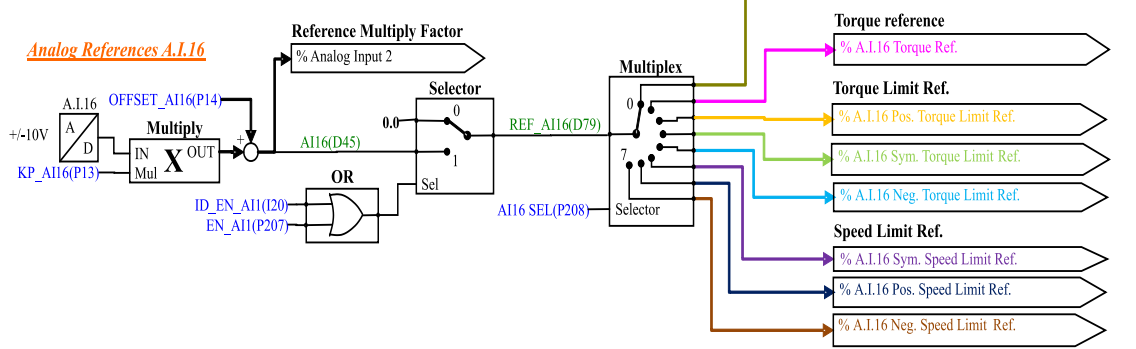 Analog References A.I.16
Reference Multiply Factor
% Analog Input 2
Torque reference
% A.I.16 Torque Ref.
Torque Limit Ref.
% A.I.16 Pos. Torque Limit Ref.
% A.I.16 Sym. Torque Limit Ref.
% A.I.16 Neg. Torque Limit Ref.
Speed Limit Ref.
% A.I.16 Sym. Speed Limit Ref.
% A.I.16 Pos. Speed Limit Ref.
% A.I.16 Neg. Speed Limit Ref.
A.I.16
+/-10V
A
D
OFFSET_AI16(P14)
Multiply
IN
X
OUT
Mul
KP_AI16(P13)
+
AI16(D45)
Selector
0.0
0
1
Sel
OR
ID_EN_AI1(I20)
EN_AI1(P207)
REF_AI16(D79)
Multiplex
0
7
Selector
AI16 SEL(P208)